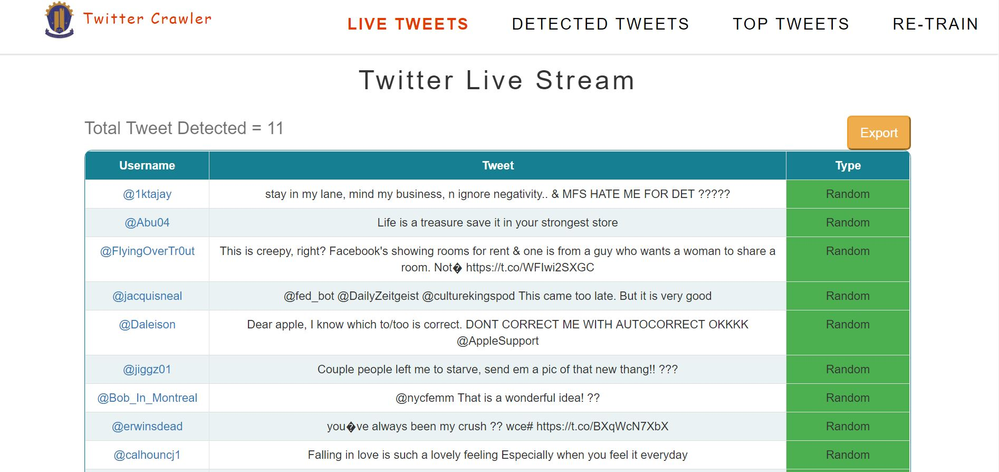 Twitter Crawler
LIVE TWEETS
DETECTED TWEETS
TOP TWEETS
RE-TRAIN
Twitter Live Stream
Total Tweet Detected = 11
Export
Username Tweet Type
@1ktajay stay in my lane, mind my business, n ignore negativity.. & MFS HATE ME FOR DET ????? Random
@Abu04 Life is a treasure save it in your strongest store Random
@FlyingOverTr0ut This is creepy, right? Facebook's showing rooms for rent & one is from a guy who wants a woman to share a Random
room. Not� https://t.co/WFIwi2SXGC
@jacquisneal @fed_bot @DailyZeitgeist @culturekingspod This came too late. But it is very good Random
@Daleison Dear apple, I know which to/too is correct. DONT CORRECT ME WITH AUTOCORRECT OKKKK Random
@AppleSupport
@jiggz01 Couple people left me to starve, send em a pic of that new thang!! ??? Random
@Bob_In_Montreal @nycfemm That is a wonderful idea! ?? Random
@erwinsdead you�ve always been my crush ?? wce# https://t.co/BXqWcN7XbX Random
@calhouncj1 Falling in love is such a lovely feeling Especially when you feel it everyday Random